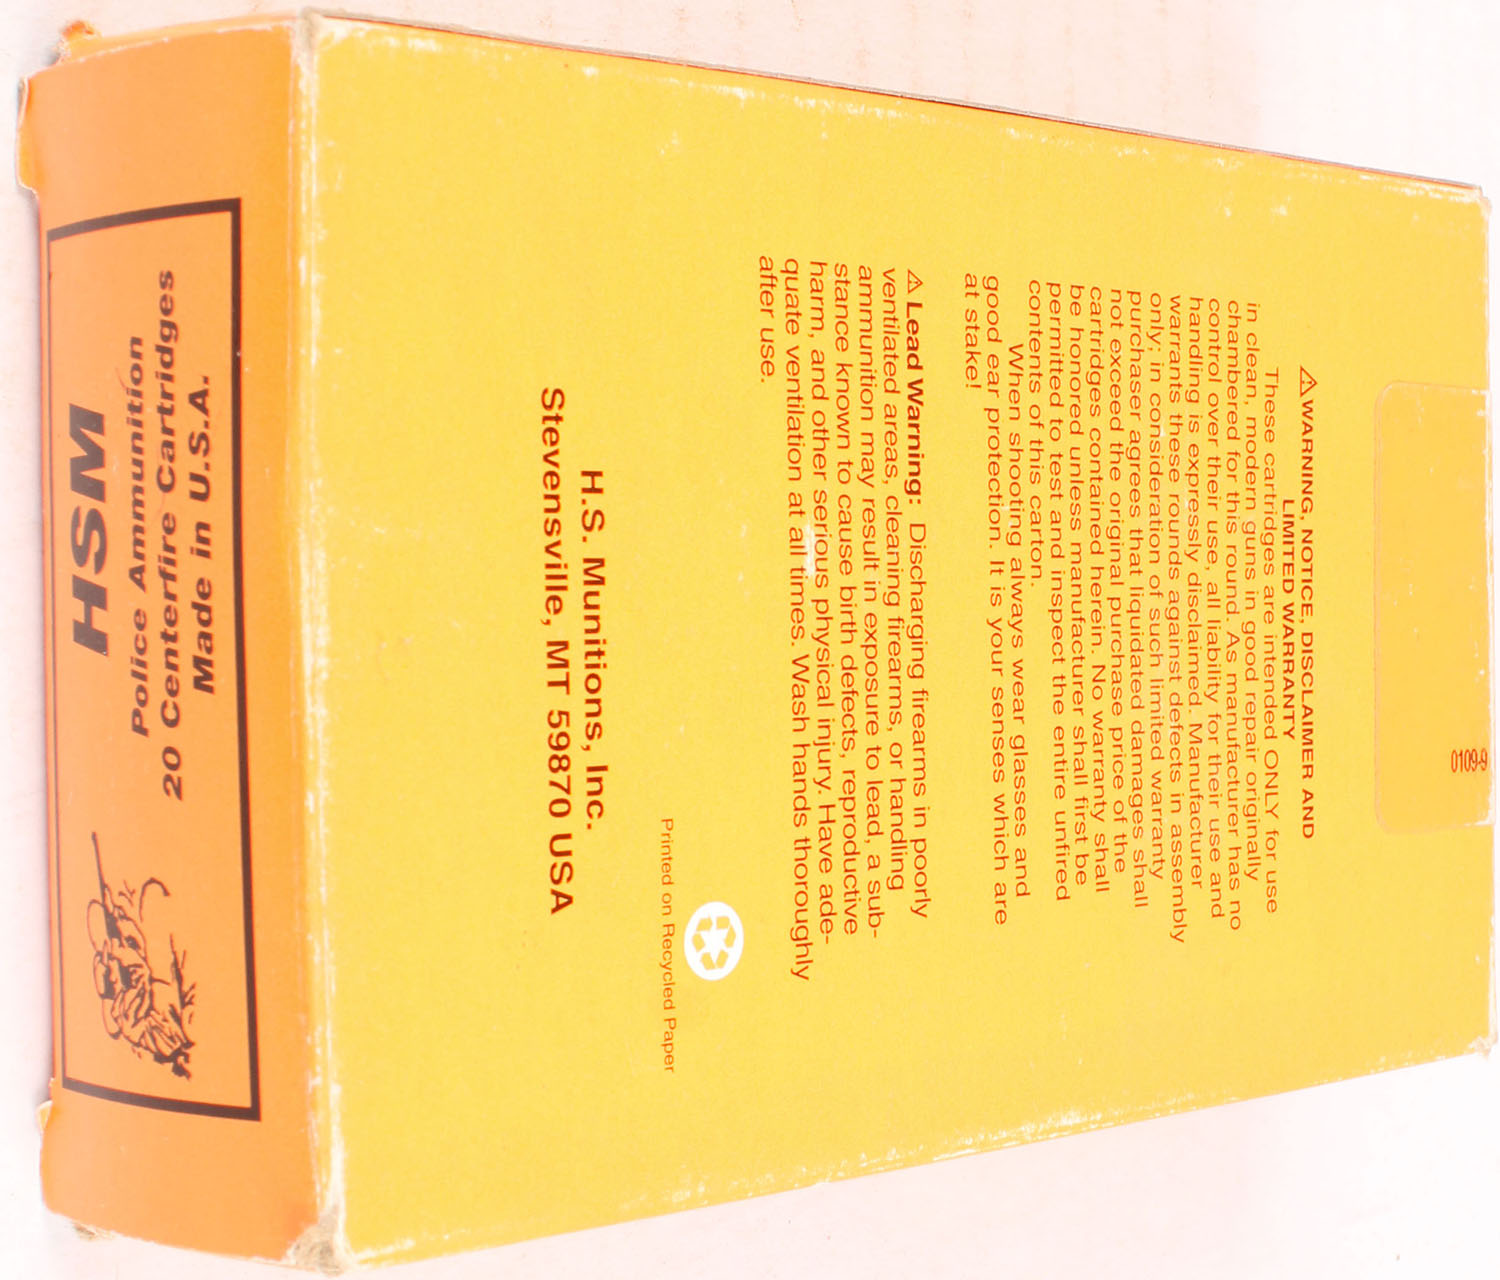 HSM
Police Ammunition
20 Centerfire Cartridges
Made in U.S.A.
0109-9
⚠WARNING, NOTICE, DISCLAIMER AND
LIMITED WARRANTY
These cartridges are intended ONLY for use
in clean, modern guns in good repair originally
chambered for this round. As manufacturer has no
control over their use, all liability for their use and
handling is expressly disclaimed. Manufacturer
warrants these rounds against defects in assembly
only; in consideration of such limited warranty
purchaser agrees that liquidated damages shall
not exceed the original purchase price of the
cartridges contained herein. No warranty shall
be honored unless manufacturer shall first be
permitted to test and inspect the entire unfired
contents of this carton.
When shooting always wear glasses and
good ear protection. It is your senses which are
at stake!
⚠ Lead Warning: Discharging firearms in poorly
ventilated areas, cleaning firearms, or handling
ammunition may result in exposure to lead, a sub-
stance known to cause birth defects, reproductive
harm, and other serious physical injury. Have ade-
quate ventilation at all times. Wash hands thoroughly
after use.
Printed on Recycled Paper
H.S. Munitions, Inc.
Stevensville, MT 59870 USA